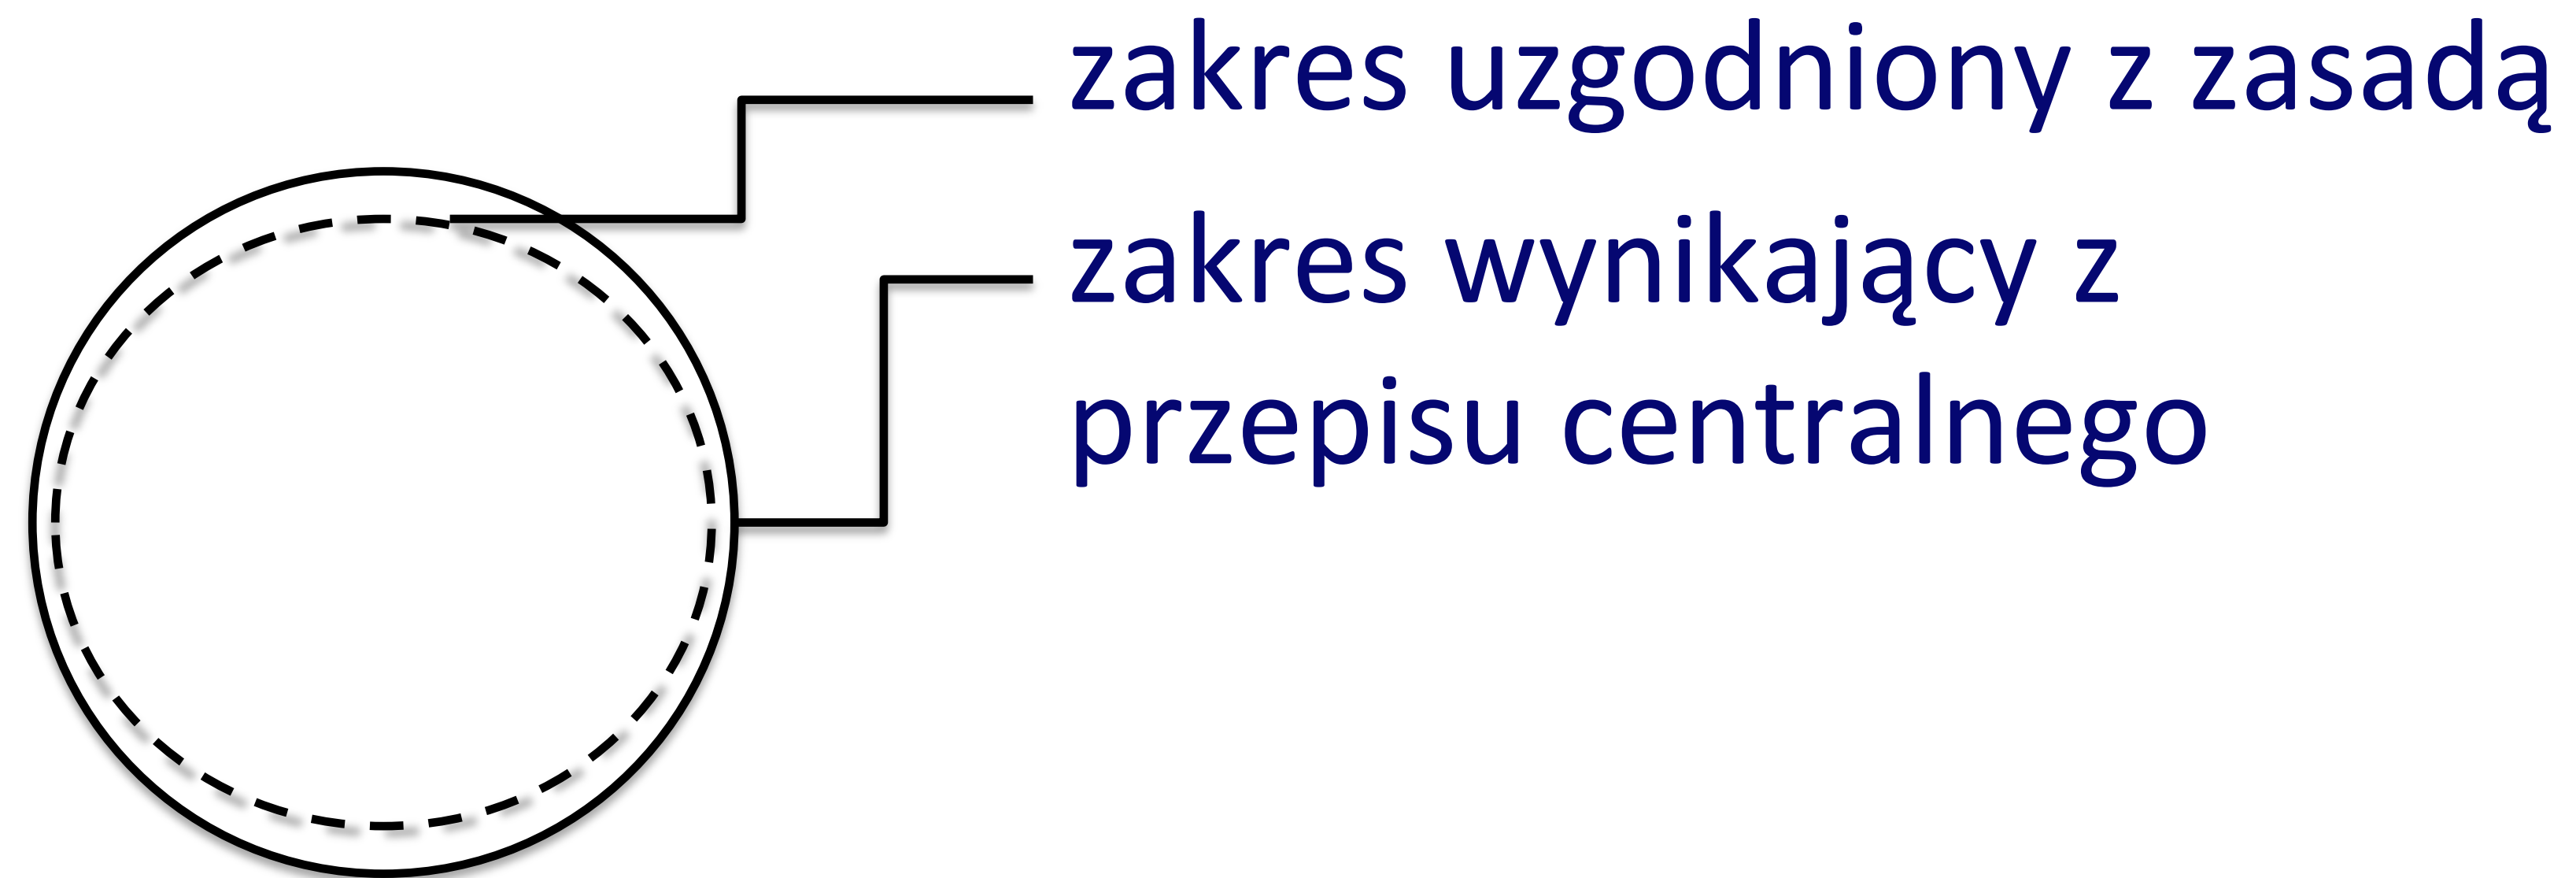 zakres uzgodniony z zasadą
zakres wynikający z
przepisu centralnego